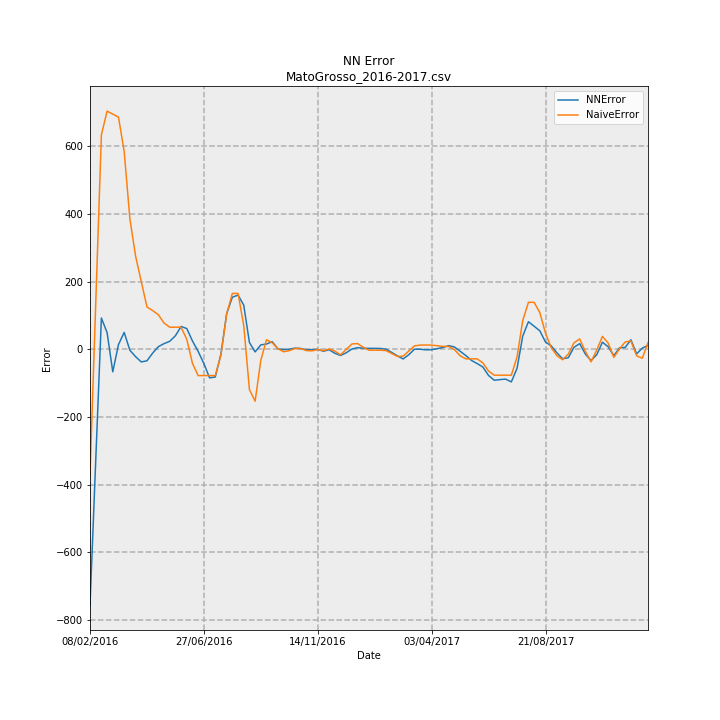 NN Error
MatoGrosso_2016-2017.csv
NNError
NaiveError
600
400
200
0
−200
−400
−600
−800
Error
08/02/2016
27/06/2016
14/11/2016
03/04/2017
21/08/2017
Date